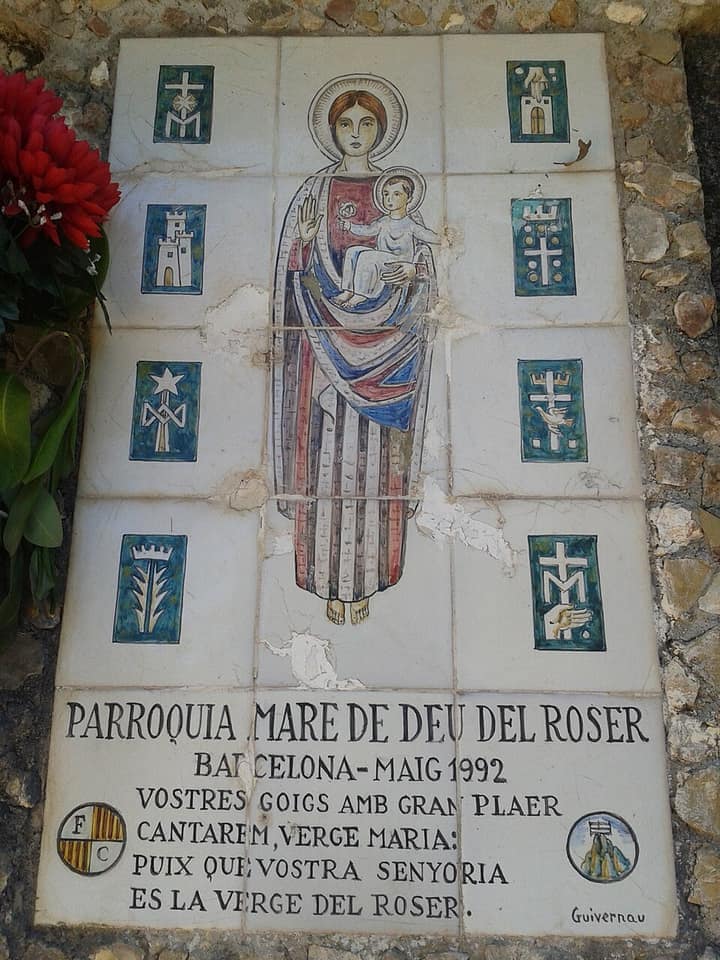 PARROQUIA MARE DE DEU DEL ROSER
BARCELONA-MAIG 1992
VOSTRES GOIGS AMB GRAN PLAER
CANTAREM, VERGE MARIA:
PUIX QUE VOSTRA SENYORIA
ES LA VERGE DEL ROSER.
F
C
Guivernau